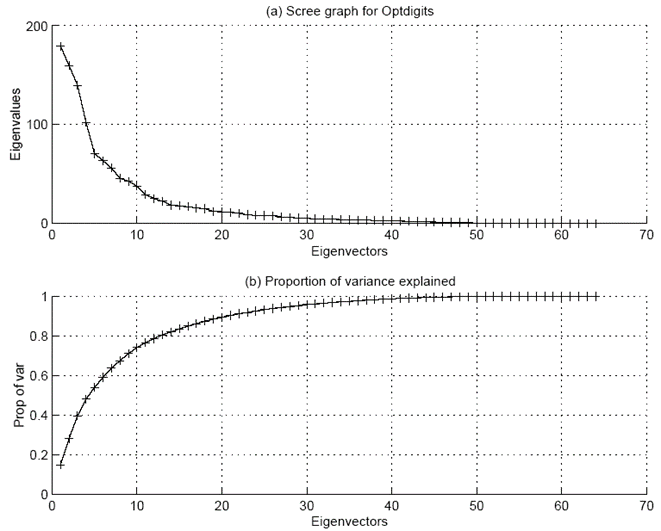 (a) Scree graph for Optdigits
200
100
0
Eigenvalues
0 10 20 30 40 50 60 70
Eigenvectors
(b) Proportion of variance explained
1
0.8
0.6
0.4
0.2
0
Prop of var
0 10 20 30 40 50 60 70
Eigenvectors